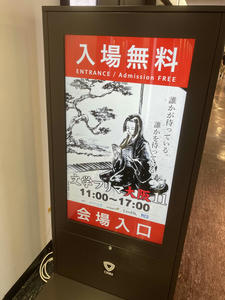 入場無料
ENTRANCE / Admission FREE
誰かが待っている。
誰かを待っている。
文学フリマ大阪11
11:00～17:00
会場入口